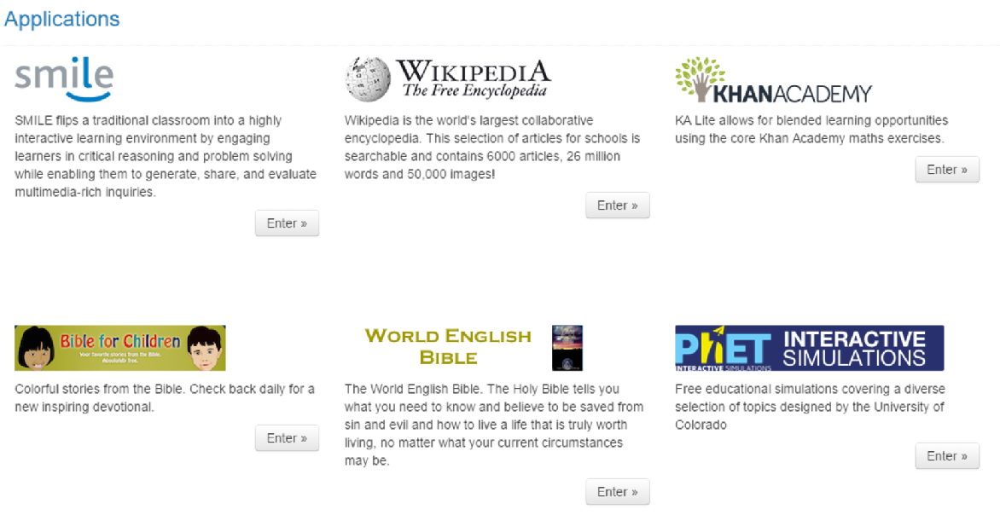 Applications
smile
SMILE flips a traditional classroom into a highly
interactive learning environment by engaging
learners in critical reasoning and problem solving
while enabling them to generate, share, and evaluate
multimedia-rich inquiries.
Enter »
WIKIPEDIA
The Free Encyclopedia
Wikipedia is the world's largest collaborative
encyclopedia. This selection of articles for schools is
searchable and contains 6000 articles, 26 million
words and 50,000 images!
Enter »
KHANACADEMY
KA Lite allows for blended learning opportunities
using the core Khan Academy maths exercises.
Enter »
Bible for Children
Your favorite stories from the Bible.
Absolutely free.
Colorful stories from the Bible. Check back daily for a
new inspiring devotional.
Enter »
WORLD ENGLISH
BIBLE
The World English Bible. The Holy Bible tells you
what you need to know and believe to be saved from
sin and evil and how to live a life that is truly worth
living, no matter what your current circumstances
may be.
Enter »
PhET
INTERACTIVE SIMULATIONS
INTERACTIVE
SIMULATIONS
Free educational simulations covering a diverse
selection of topics designed by the University of
Colorado
Enter »